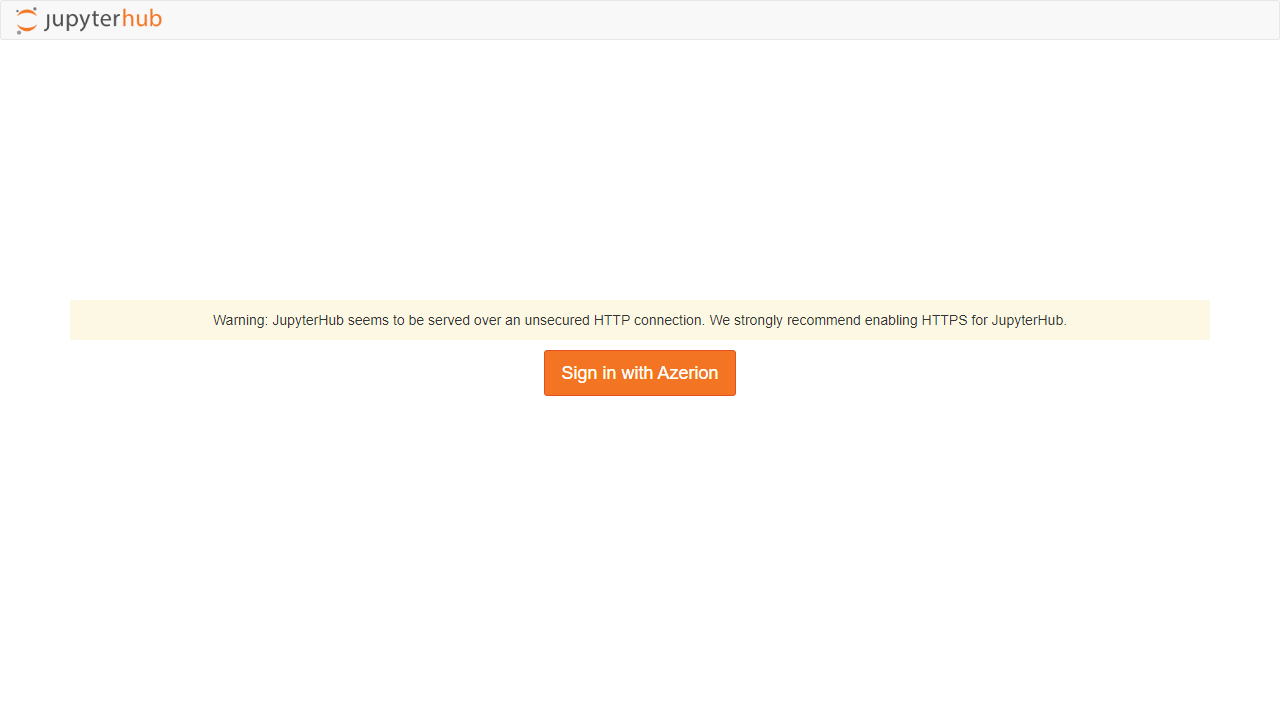 jupyterhub
Warning: JupyterHub seems to be served over an unsecured HTTP connection. We strongly recommend enabling HTTPS for JupyterHub.
Sign in with Azerion